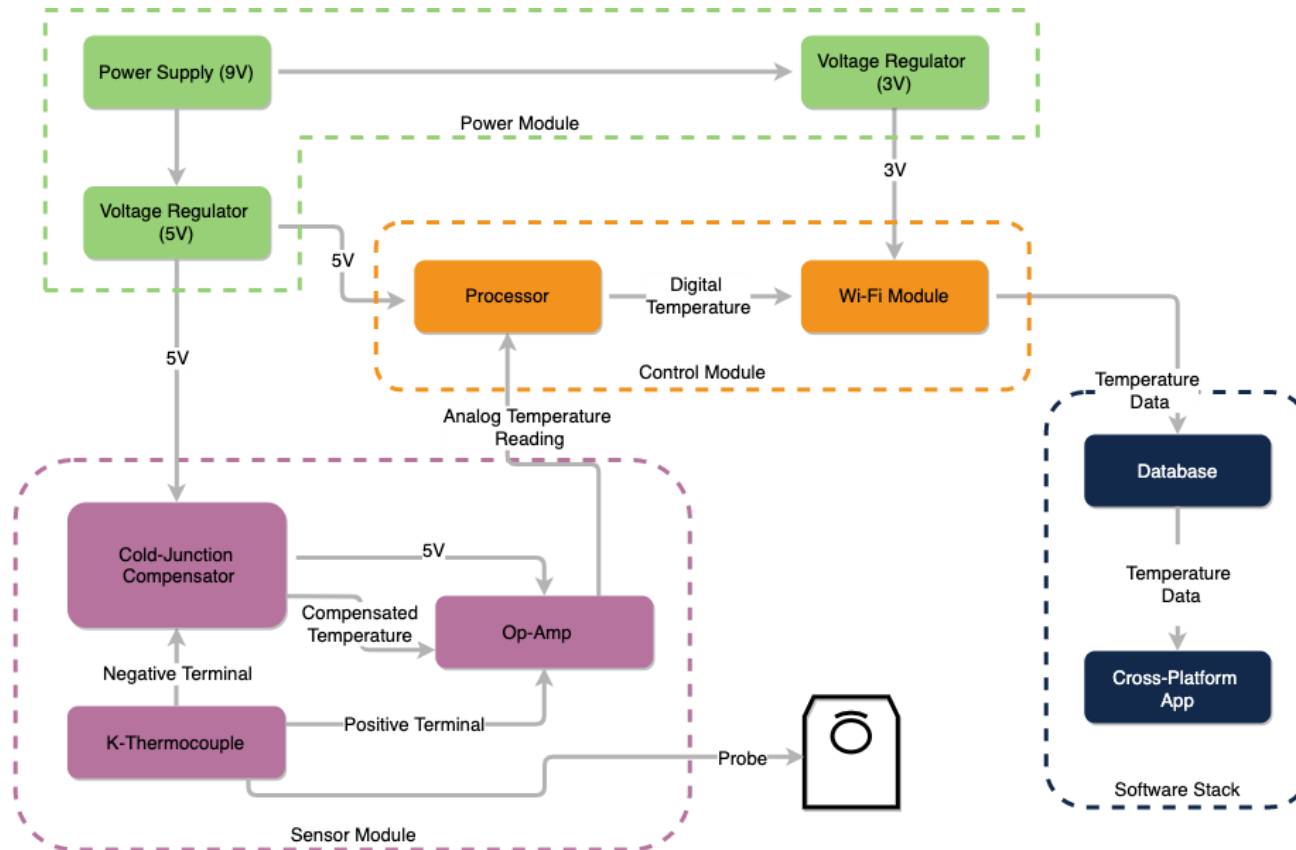 Power Supply (9V)
Voltage Regulator
(3V)
Power Module
3V
Voltage Regulator
(5V)
5V
Processor
Digital
Temperature
Wi-Fi Module
Control Module
5V
Temperature
Data
Analog Temperature
Reading
Database
Cold-Junction
Compensator
5V
Compensated
Temperature
Op-Amp
Temperature
Data
Negative Terminal
Cross-Platform
App
K-Thermocouple
Positive Terminal
Probe
Software Stack
Sensor Module